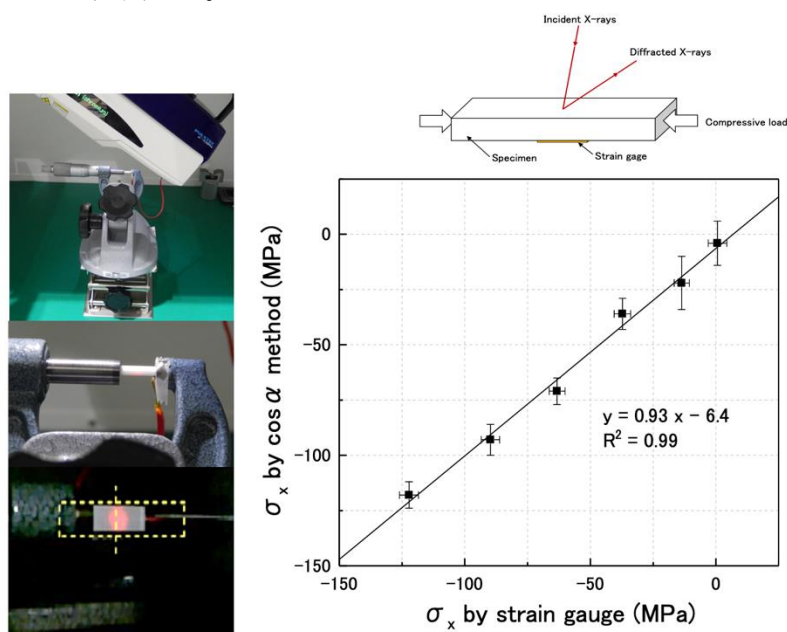 Incident X-rays
Diffracted X-rays
Compressive load
Specimen
Strain gage
0
-50
-100
-150
σx by cosα method (MPa)
y = 0.93 x - 6.4
R² = 0.99
-150
-100
-50
0
σx by strain gauge (MPa)